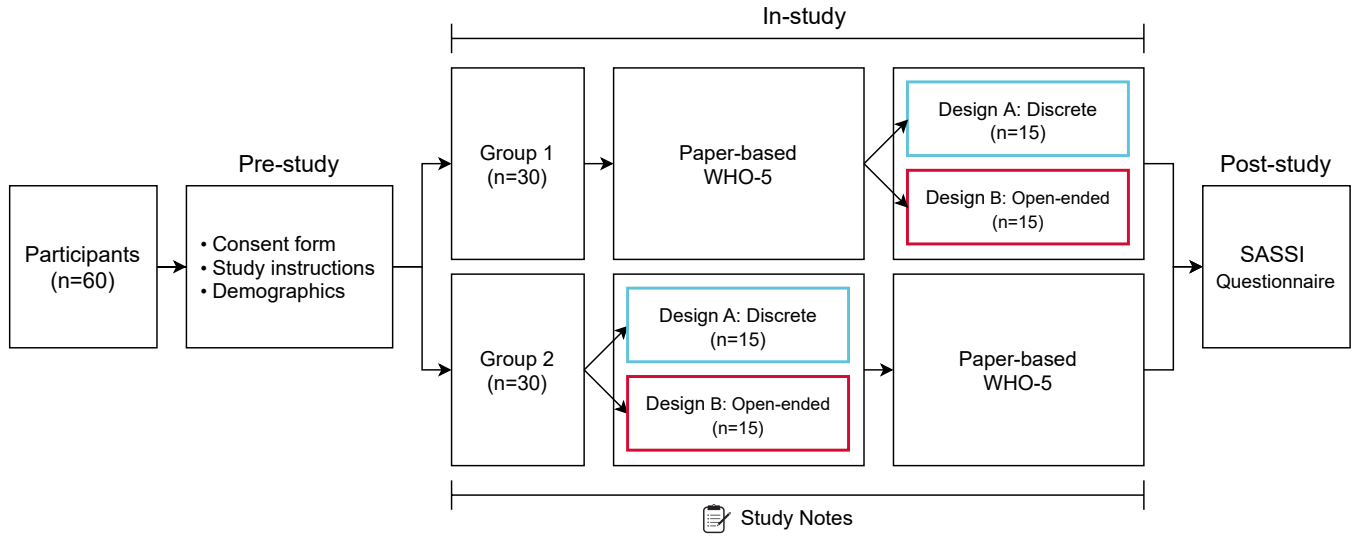 In-study
Pre-study
Post-study
Participants
(n=60)
• Consent form
• Study instructions
• Demographics
Group 1
(n=30)
Paper-based
WHO-5
Design A: Discrete
(n=15)
Design B: Open-ended
(n=15)
Group 2
(n=30)
Design A: Discrete
(n=15)
Design B: Open-ended
(n=15)
Paper-based
WHO-5
SASSI
Questionnaire
Study Notes